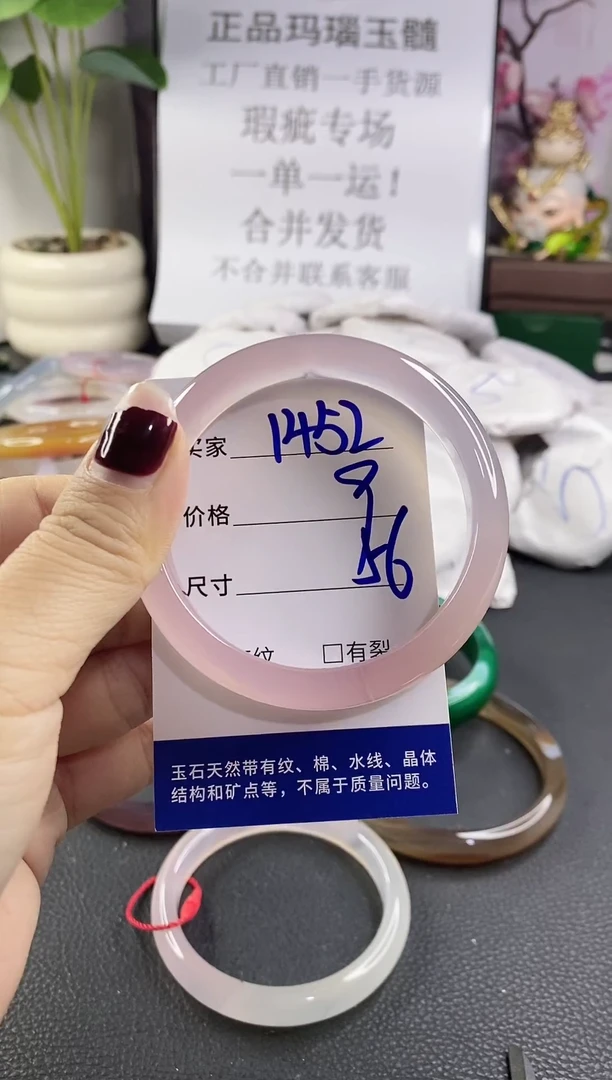 正品玛瑙玉髓
工厂直销一手货源
瑕疵专场
一单一运！
合并发货
不合并联系客服
买家 1452
价格 9
尺寸 56
纹 □有裂
玉石天然带有纹、棉、水线、晶体
结构和矿点等，不属于质量问题。